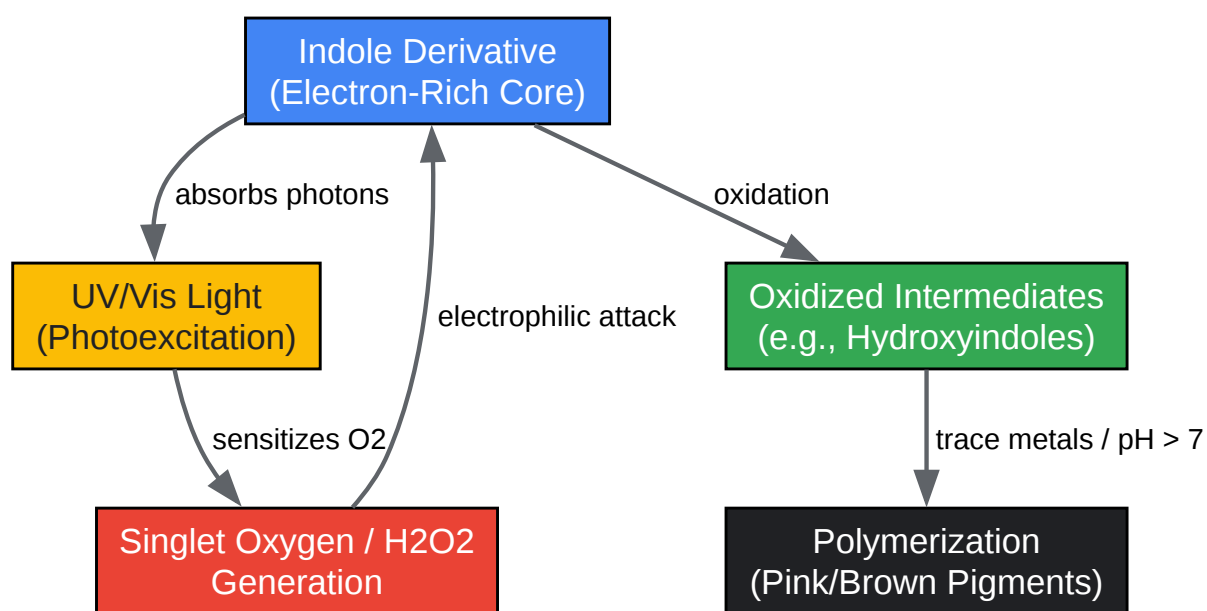 Indole Derivative
(Electron-Rich Core)
absorbs photons
oxidation
UV/Vis Light
(Photoexcitation)
electrophilic attack
Oxidized Intermediates
(e.g., Hydroxyindoles)
sensitizes O2
trace metals / pH > 7
Singlet Oxygen / H2O2
Generation
Polymerization
(Pink/Brown Pigments)